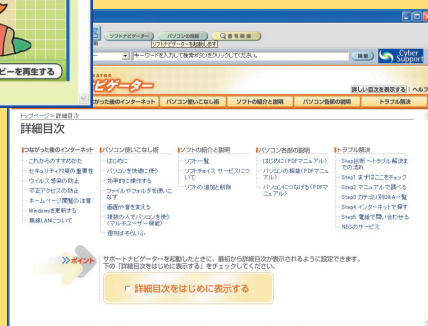 ソフトナビゲーター
パソコンの説明
Q番号検索
ソフトナビゲーターを起動します
キーワードを入力して検索ボタンをクリックしてください。
検索
Cyber Support
ビーを再生する
詳しい目次を表示する
ヘルプ
がった後のインターネット
パソコン使いこなし術
ソフトの紹介と説明
パソコン各部の説明
トラブル解決
トップページ>詳細目次
詳細目次
つながった後のインターネット
これからのすすめかた
セキュリティ対策の重要性
ウイルス感染の防止
不正アクセスの防止
ホームページ閲覧の注意
Windowsを更新する
無線LANについて
パソコン使いこなし術
はじめに
パソコンを快適に使う
効率的に操作する
ファイルやフォルダを使いこなす
画面や音を変える
複数の人でパソコンを使う
(マルチユーザー機能)
ソフトの紹介と説明
ソフト一覧
ソフトチョイス サービスについて
ソフトの追加と削除
パソコン各部の説明
はじめに(PDFマニュアル)
パソコンの機能(PDFマニュアル)
パソコンにつなげる(PDFマニュアル)
トラブル解決
Step診断 ～トラブル解決までの流れ
Step1 まずはここをチェック
Step2 マニュアルで調べる
Step3 カテゴリ別Q&A一覧
Step4 インターネットで探す
Step5 電話で問い合わせる
NECのサービス
ポイント
サポートナビゲーターを起動したときに、最初から詳細目次が表示されるように設定できます。
下の「詳細目次をはじめに表示する」をチェックしてください。
詳細目次をはじめに表示する